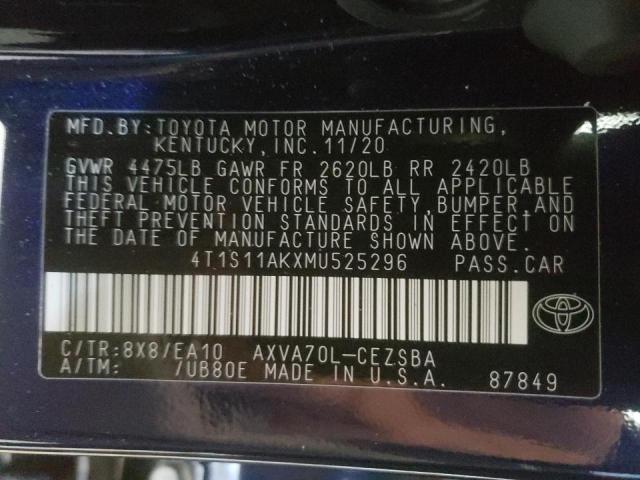 MFD.BY:TOYOTA MOTOR MANUFACTURING,
KENTUCKY,INC.11/20
GVWR 4475LB GAWR FR 2620LB RR 2420LB
THIS VEHICLE CONFORMS TO ALL APPLICABLE
FEDERAL MOTOR VEHICLE SAFETY,BUMPER,AND
THEFT PREVENTION STANDARDS IN EFFECT ON
THE DATE OF MANUFACTURE SHOWN ABOVE.
4T1S11AKXMU525296 PASS.CAR
C/TR:8X8/EA10 AXVA70L-CEZSBA
A/TM: /UB80E MADE IN U.S.A. 87849